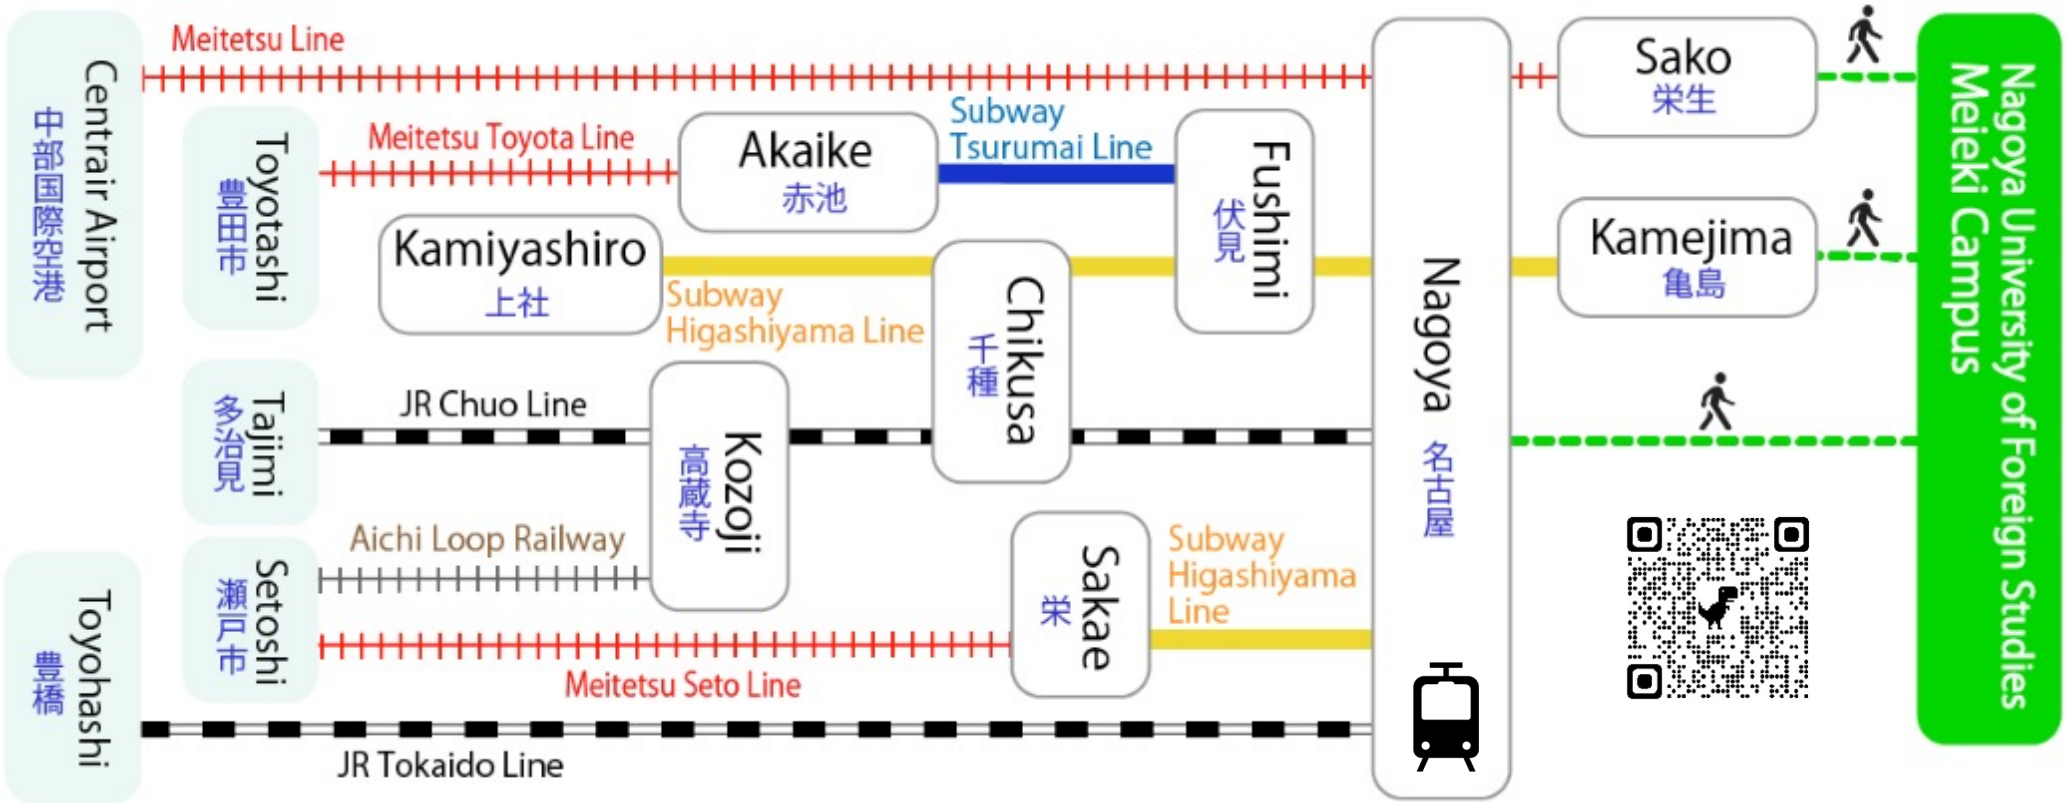 Meitetsu Line
Centrair Airport
中部国際空港
Sako
栄生
Nagoya University of Foreign Studies
Meieki Campus
Toyotashi
豊田市
Meitetsu Toyota Line
Akaike
赤池
Subway
Tsurumai Line
Fushimi
伏見
Kamiyashiro
上社
Subway
Higashiyama Line
Chikusa
千種
Nagoya 名古屋
Kamejima
亀島
Tajimi
多治見
JR Chuo Line
Kozoji
高蔵寺
Setoshi
瀬戸市
Aichi Loop Railway
Meitetsu Seto Line
Sakae
栄
Subway
Higashiyama
Line
Toyohashi
豊橋
JR Tokaido Line